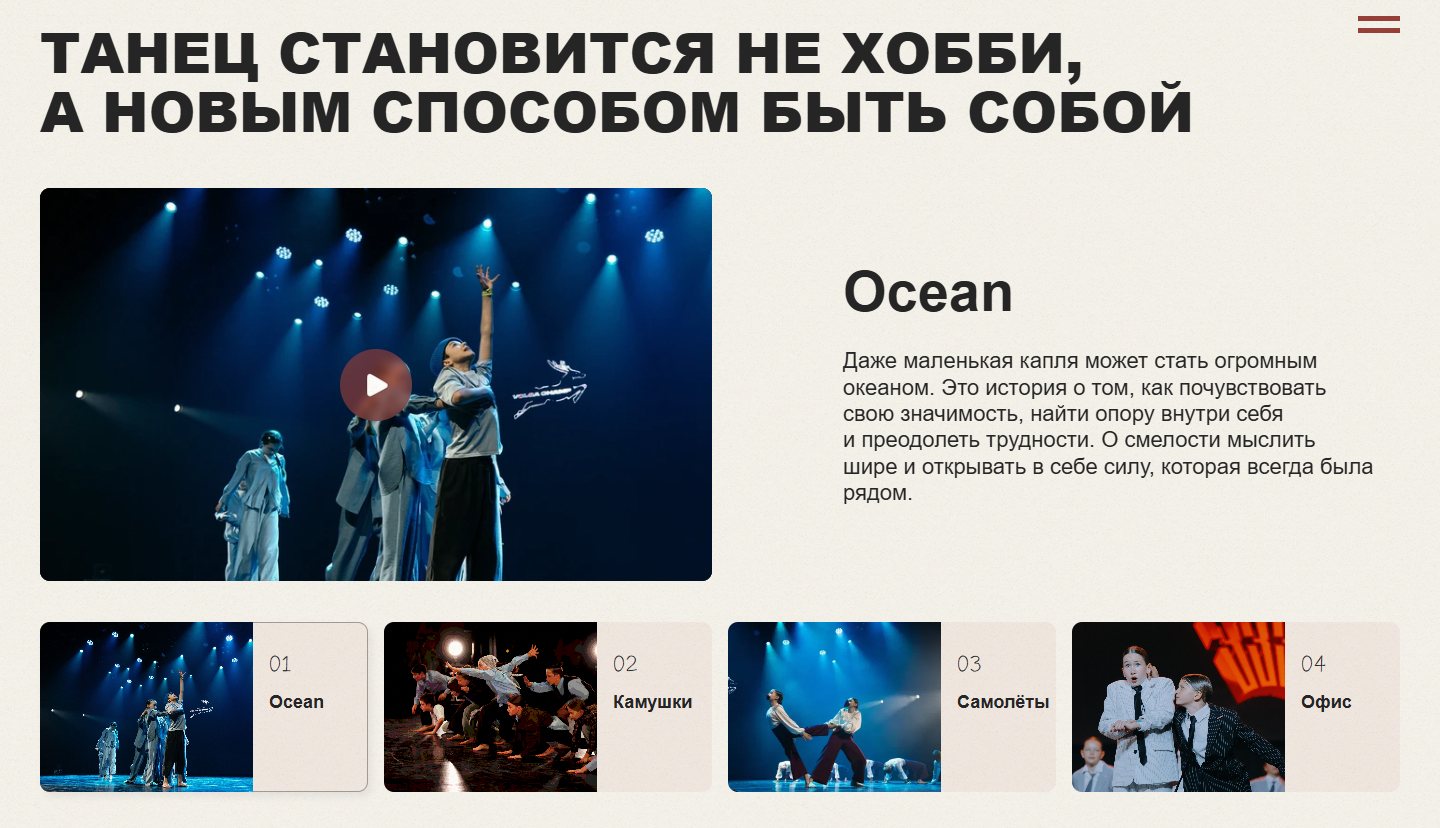 ТАНЕЦ СТАНОВИТСЯ НЕ ХОББИ,
А НОВЫМ СПОСОБОМ БЫТЬ СОБОЙ
VOLGA CHAMP
Ocean
Даже маленькая капля может стать огромным
океаном. Это история о том, как почувствовать
свою значимость, найти опору внутри себя
и преодолеть трудности. О смелости мыслить
шире и открывать в себе силу, которая всегда была
рядом.
01
Ocean
02
Камушки
03
Самолёты
04
Офис